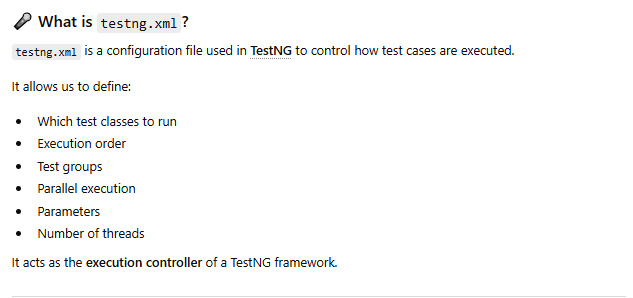 🎤 What is testng.xml?
testng.xml is a configuration file used in TestNG to control how test cases are executed.
It allows us to define:
• Which test classes to run
• Execution order
• Test groups
• Parallel execution
• Parameters
• Number of threads
It acts as the execution controller of a TestNG framework.